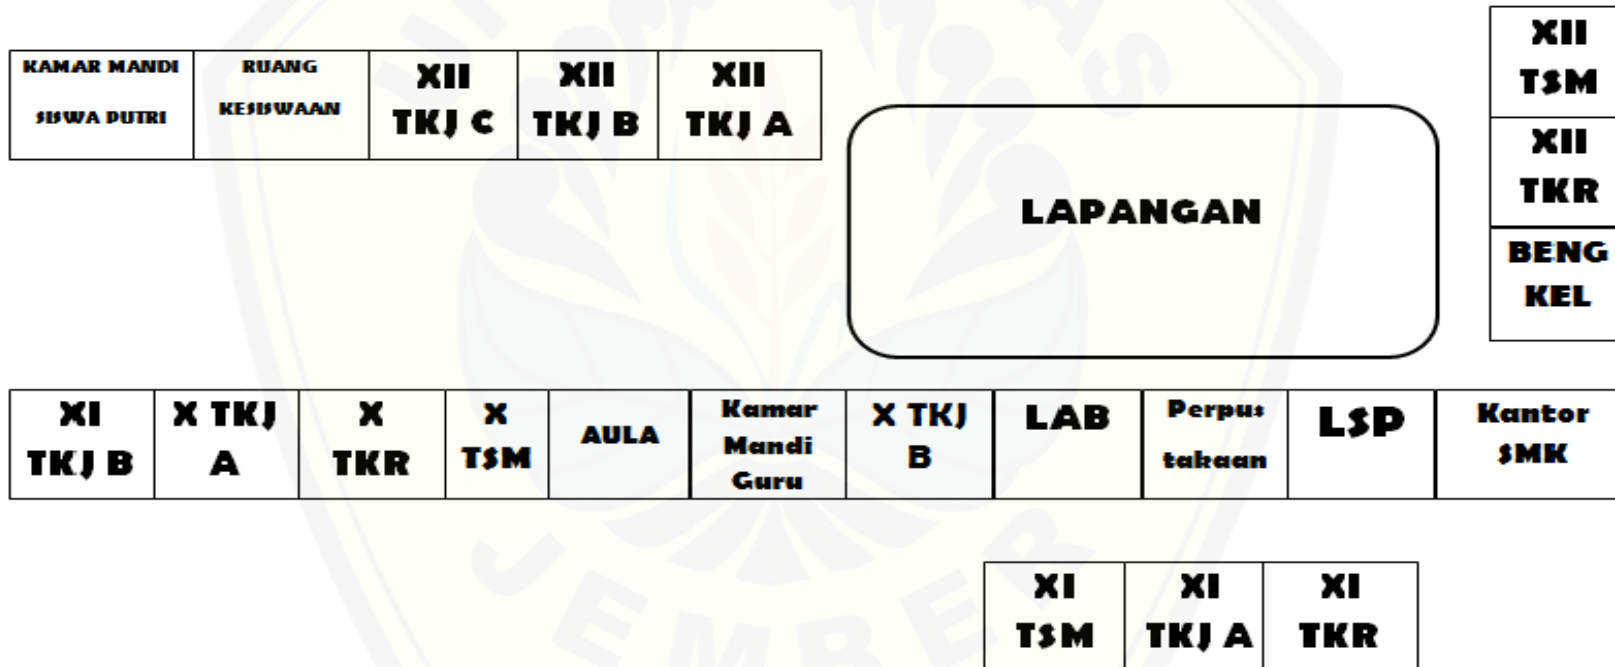 KAMAR MANDI
SISWA PUTRI
RUANG
KESISWAAN
XII
TKJ C
XII
TKJ B
XII
TKJ A
LAPANGAN
XII
TSM
XII
TKR
BENG
KEL
XI
TKJ B
X TKJ
A
X
TKR
X
TSM
AULA
Kamar
Mandi
Guru
X TKJ
B
LAB
Perpus
takaan
LSP
Kantor
SMK
XI
TSM
XI
TKJ A
XI
TKR
JEMBER